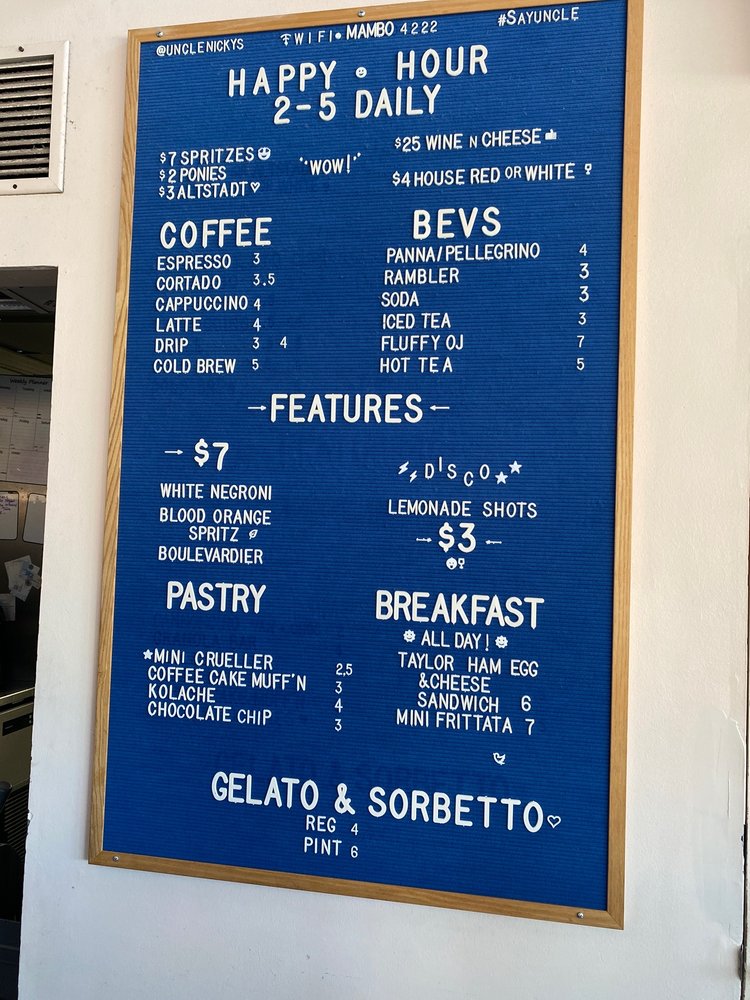 @UNCLENICKYS
WIFI MAMBO 4222
#SAYUNCLE
HAPPY HOUR
2-5 DAILY
$7 SPRITZES
$2 PONIES
$3 ALTSTADT
"WOW!"
$25 WINE N CHEESE
$4 HOUSE RED OR WHITE
COFFEE
ESPRESSO 3
CORTADO 3.5
CAPPUCCINO 4
LATTE 4
DRIP 3 4
COLD BREW 5
BEVS
PANNA/PELLEGRINO 4
RAMBLER 3
SODA 3
ICED TEA 3
FLUFFY OJ 7
HOT TEA 5
→FEATURES←
→ $7
WHITE NEGRONI
BLOOD ORANGE
SPRITZ
BOULEVARDIER
DISCO
LEMONADE SHOTS
$3
PASTRY
★MINI CRUELLER 2.5
COFFEE CAKE MUFF'N 3
KOLACHE 4
CHOCOLATE CHIP 3
BREAKFAST
ALL DAY!
TAYLOR HAM EGG
&CHEESE
SANDWICH 6
MINI FRITTATA 7
GELATO & SORBETTO♡
REG 4
PINT 6
Weekly Planner